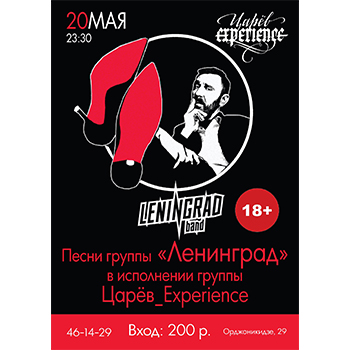 20МАЯ
23:30
Царёв
experience
LENINGRAD
band
18+
Песни группы «Ленинград»
в исполнении группы
Царёв_Experience
46-14-29
Вход: 200 р.
Орджоникидзе, 29